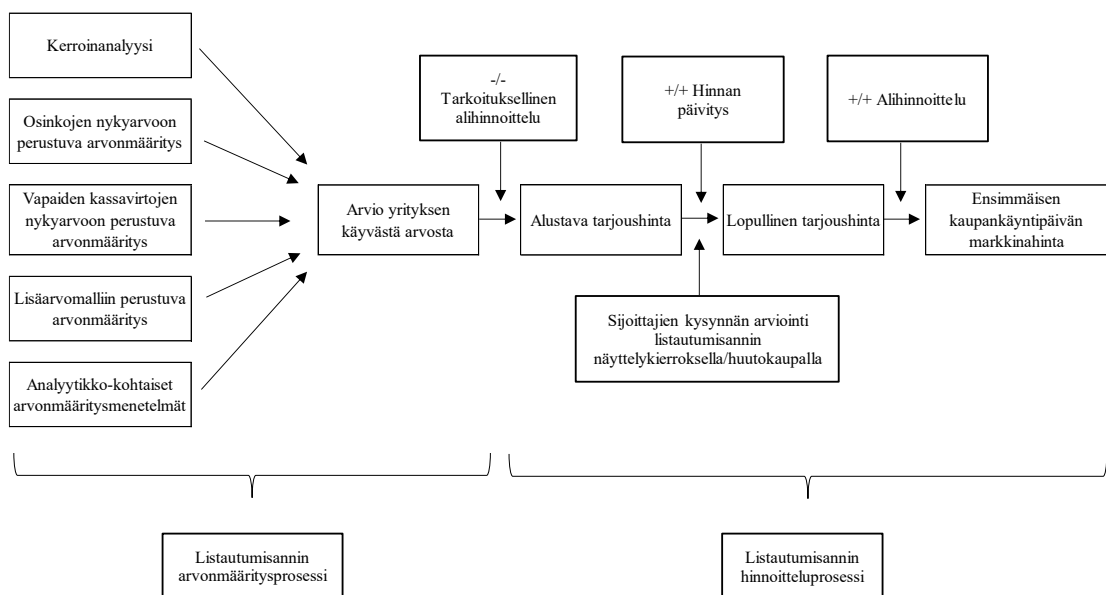 Kerroinanalyysi
Osinkojen nykyarvoon
perustuva arvonmääritys
Vapaiden kassavirtojen
nykyarvoon perustuva
arvonmääritys
Lisäarvomalliin perustuva
arvonmääritys
Analyytikko-kohtaiset
arvonmääritysmenetelmät
Arvio yrityksen
käyvästä arvosta
-/-
Tarkoituksellinen
alihinnoittelu
Alustava tarjoushinta
+/+ Hinnan
päivitys
Sijoittajien kysynnän arviointi
listautumisannin
näyttelykierroksella/huutokaupalla
Lopullinen tarjoushinta
+/+ Alihinnoittelu
Ensimmäisen
kaupankäyntipäivän
markkinahinta
Listautumisannin
arvonmääritysprosessi
Listautumisannin
hinnoitteluprosessi